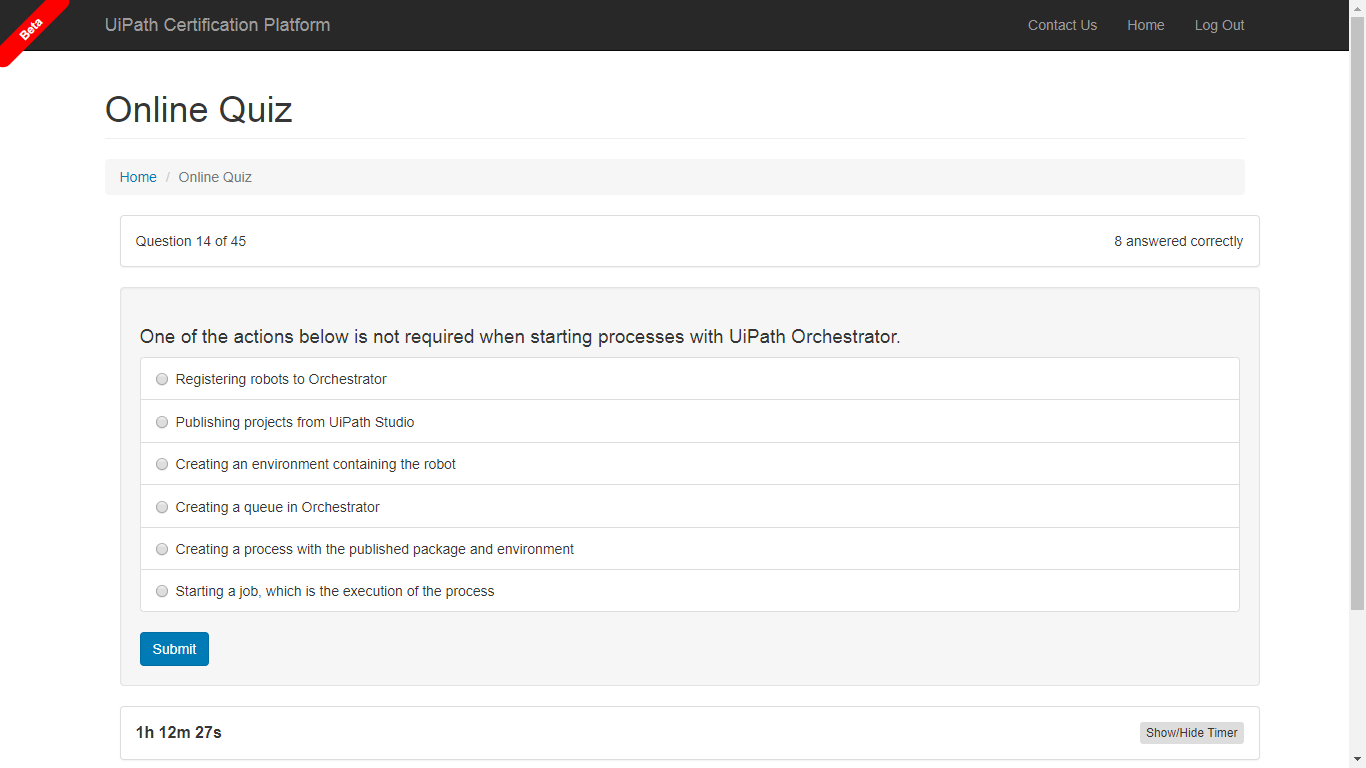 Beta
UiPath Certification Platform
Contact Us Home Log Out
Online Quiz
Home / Online Quiz
Question 14 of 45
8 answered correctly
One of the actions below is not required when starting processes with UiPath Orchestrator.
Registering robots to Orchestrator
Publishing projects from UiPath Studio
Creating an environment containing the robot
Creating a queue in Orchestrator
Creating a process with the published package and environment
Starting a job, which is the execution of the process
Submit
1h 12m 27s
Show/Hide Timer